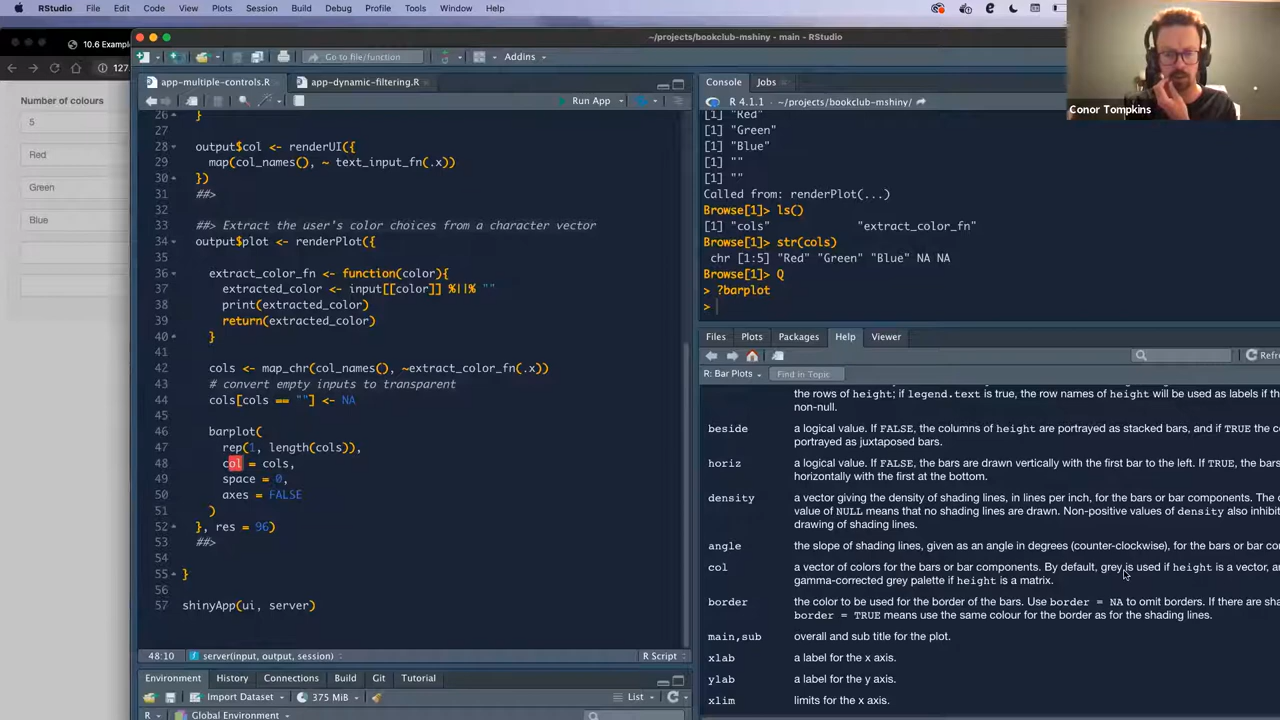 RStudio File Edit Code View Plots Session Build Debug Profile Tools Window Help
~/projects/bookclub-mshiny - main - RStudio
10.6 Exampl
127.
Number of colours
5
Red
Green
Blue
Go to file/function
Addins
app-multiple-controls.R
app-dynamic-filtering.R
Run App
26 }
27
28 output$col <- renderUI({
29 map(col_names(), ~ text_input_fn(.x))
30 })
31 ##>
32
33 ##> Extract the user's color choices from a character vector
34 output$plot <- renderPlot({
35
36 extract_color_fn <- function(color){
37 extracted_color <- input[[color]] %||% ""
38 print(extracted_color)
39 return(extracted_color)
40 }
41
42 cols <- map_chr(col_names(), ~extract_color_fn(.x))
43 # convert empty inputs to transparent
44 cols[cols == ""] <- NA
45
46 barplot(
47 rep(1, length(cols)),
48 col = cols,
49 space = 0,
50 axes = FALSE
51 )
52 }, res = 96)
53 ##>
54
55 }
56
57 shinyApp(ui, server)
48:10 server(input, output, session) R Script
Environment History Connections Build Git Tutorial
Import Dataset 375 MiB List
R Global Environment
Console Jobs
R 4.1.1 · ~/projects/bookclub-mshiny/
[1] "Red"
[1] "Green"
[1] "Blue"
[1] ""
[1] ""
Called from: renderPlot(...)
Browse[1]> ls()
[1] "cols" "extract_color_fn"
Browse[1]> str(cols)
chr [1:5] "Red" "Green" "Blue" NA NA
Browse[1]> Q
> ?barplot
>
Files Plots Packages Help Viewer
Refre
R: Bar Plots Find in Topic
the rows of height; if legend.text is true, the row names of height will be used as labels if th
non-null.
beside a logical value. If FALSE, the columns of height are portrayed as stacked bars, and if TRUE the co
portrayed as juxtaposed bars.
horiz a logical value. If FALSE, the bars are drawn vertically with the first bar to the left. If TRUE, the bars
horizontally with the first at the bottom.
density a vector giving the density of shading lines, in lines per inch, for the bars or bar components. The d
value of NULL means that no shading lines are drawn. Non-positive values of density also inhibit
drawing of shading lines.
angle the slope of shading lines, given as an angle in degrees (counter-clockwise), for the bars or bar con
col a vector of colors for the bars or bar components. By default, grey is used if height is a vector, an
gamma-corrected grey palette if height is a matrix.
border the color to be used for the border of the bars. Use border = NA to omit borders. If there are sha
border = TRUE means use the same colour for the border as for the shading lines.
main,sub overall and sub title for the plot.
xlab a label for the x axis.
ylab a label for the y axis.
xlim limits for the x axis.
Conor Tompkins